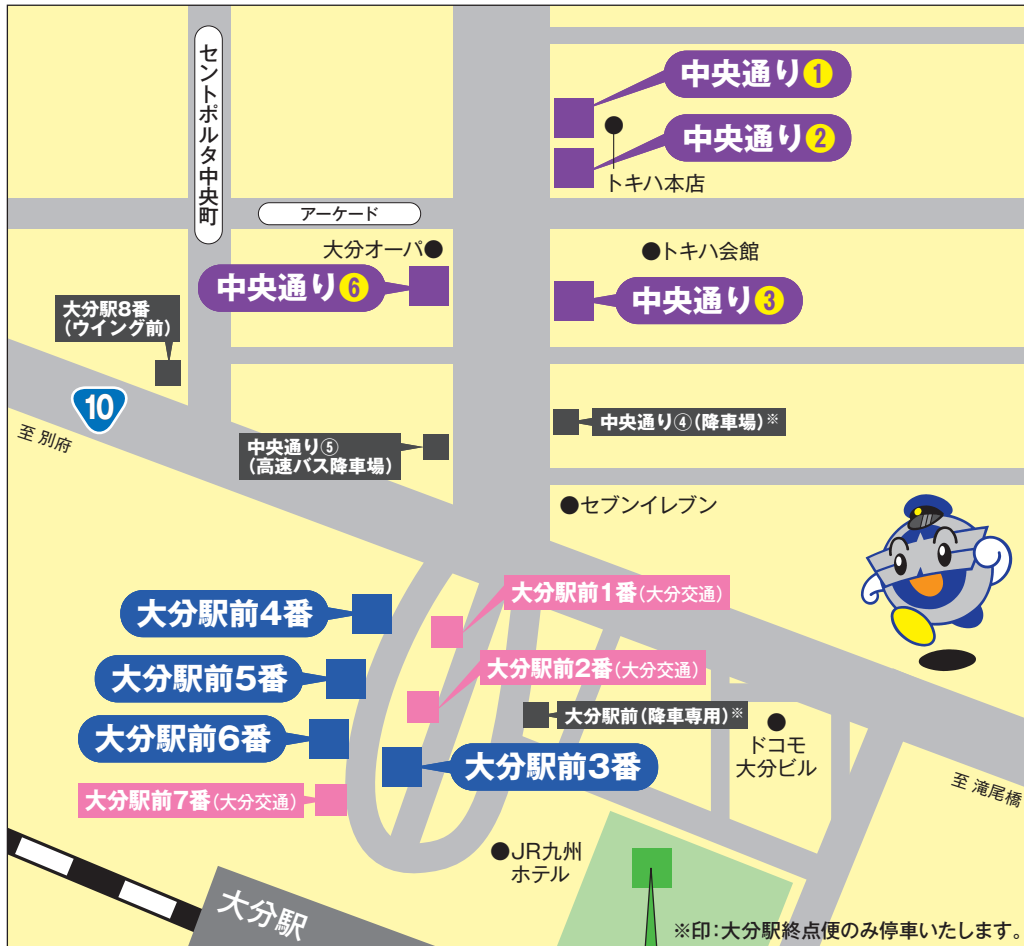 セントポルタ中央町
中央通り①
中央通り②
トキハ本店
アーケード
大分オーパ
トキハ会館
中央通り⑥
中央通り③
大分駅8番
(ウイング前)
10
至 別府
中央通り④(降車場)※
中央通り⑤
(高速バス降車場)
セブンイレブン
大分駅前1番(大分交通)
大分駅前4番
大分駅前2番(大分交通)
大分駅前5番
大分駅前(降車専用)※
大分駅前6番
ドコモ
大分ビル
大分駅前3番
至 滝尾橋
大分駅前7番(大分交通)
JR九州
ホテル
大分駅
※印:大分駅終点便のみ停車いたします。